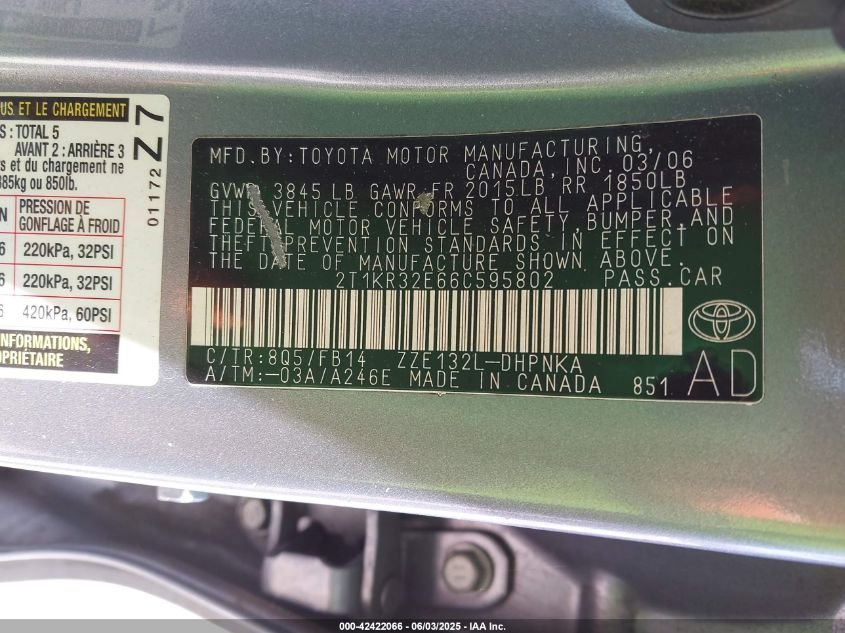 US ET LE CHARGEMENT
S : TOTAL 5
AVANT 2 : ARRIÈRE 3
s et du chargement ne
385kg ou 850lb.
N PRESSION DE
GONFLAGE À FROID
6 220kPa, 32PSI
6 220kPa, 32PSI
6 420kPa, 60PSI
INFORMATIONS,
PROPRIÉTAIRE
01172 Z7
MFD.BY:TOYOTA MOTOR MANUFACTURING,
CANADA,INC. 03/06
GVWR 3845 LB GAWR FR 2015LB RR 1850LB
THIS VEHICLE CONFORMS TO ALL APPLICABLE
FEDERAL MOTOR VEHICLE SAFETY,BUMPER,AND
THEFT PREVENTION STANDARDS IN EFFECT ON
THE DATE OF MANUFACTURE SHOWN ABOVE.
2T1KR32E66C595802 PASS.CAR
C/TR:8Q5/FB14 ZZE132L-DHPNKA
A/TM:-03A/A246E MADE IN CANADA 851 AD
000-42422066 - 06/03/2025 - IAA Inc.